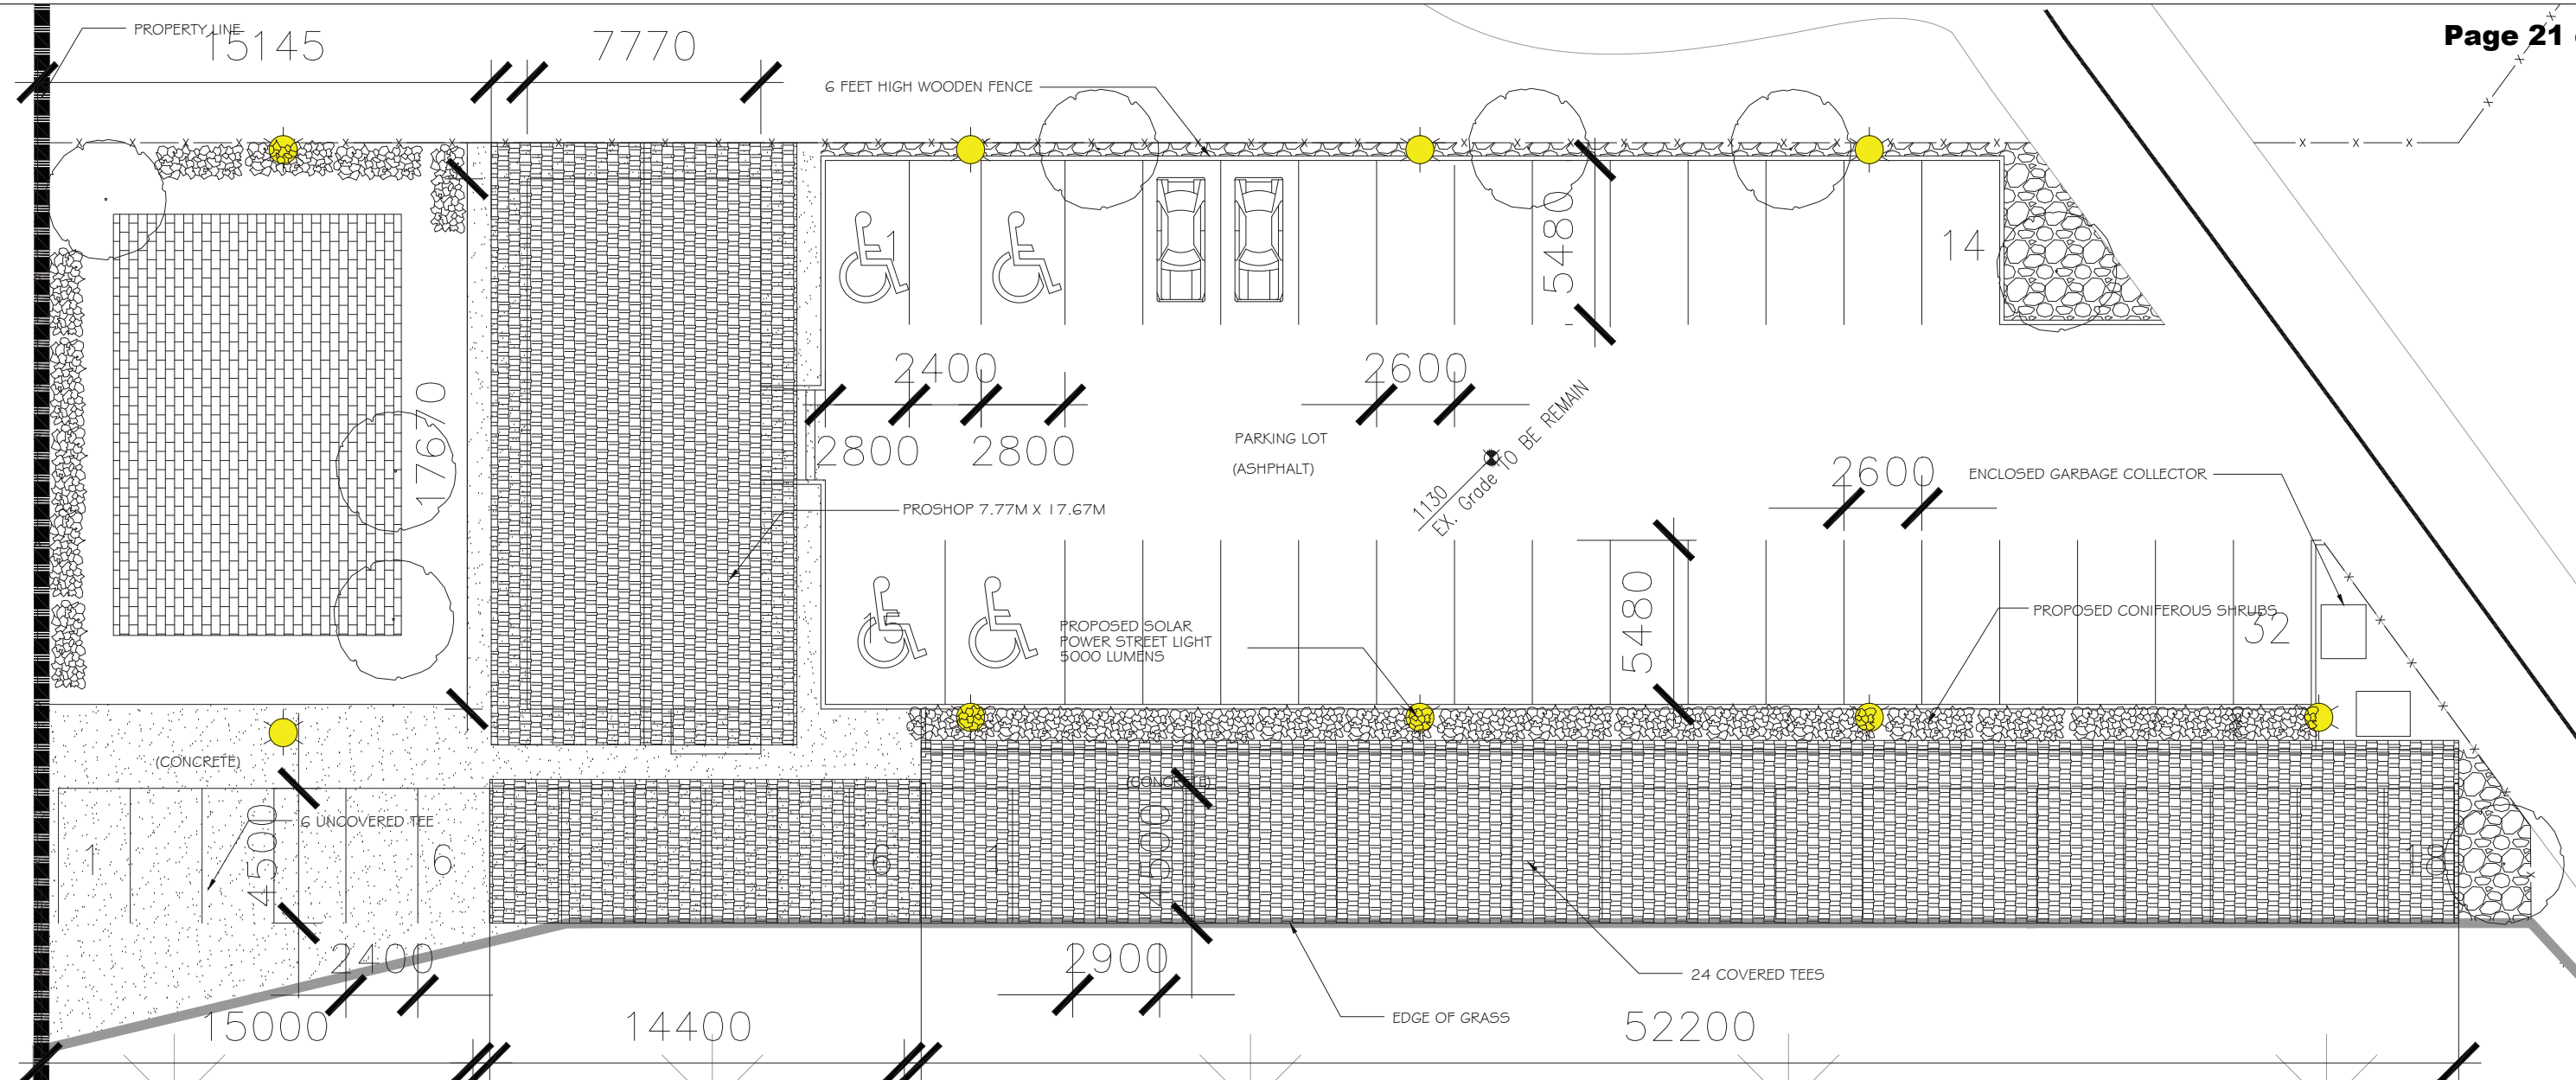 Page 21
PROPERTY LINE
15145
7770
6 FEET HIGH WOODEN FENCE
1
14
5480
17670
2400
2600
2800
2800
PARKING LOT
(ASHPHALT)
1130
EX. Grade TO BE REMAIN
2600
ENCLOSED GARBAGE COLLECTOR
PROSHOP 7.77M X 17.67M
15
PROPOSED SOLAR
POWER STREET LIGHT
5000 LUMENS
5480
PROPOSED CONIFEROUS SHRUBS
32
(CONCRETE)
(CONCRETE)
4500
6 UNCOVERED TEE
1
6
1
6
1
4500
18
2400
2900
24 COVERED TEES
EDGE OF GRASS
15000
14400
52200